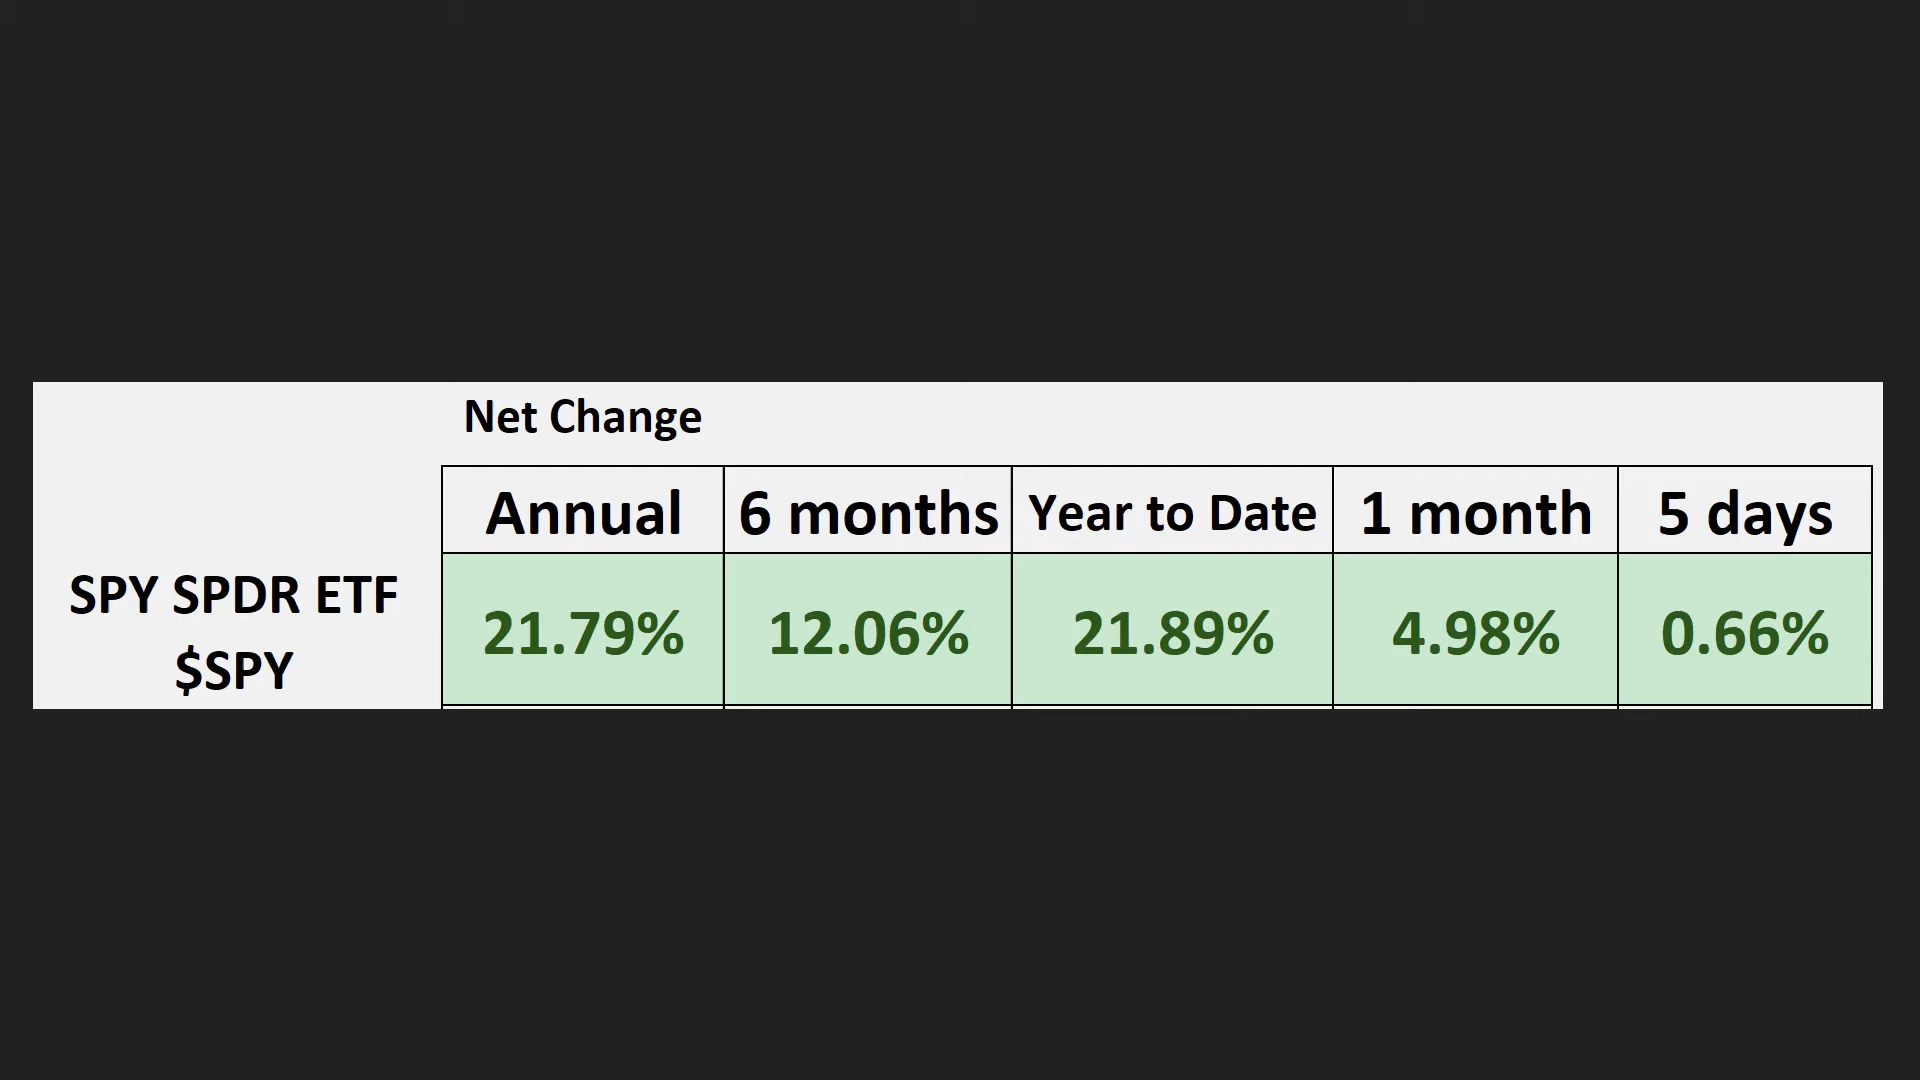 Net Change
Annual 6 months Year to Date 1 month 5 days
SPY SPDR ETF
$SPY
21.79% 12.06% 21.89% 4.98% 0.66%